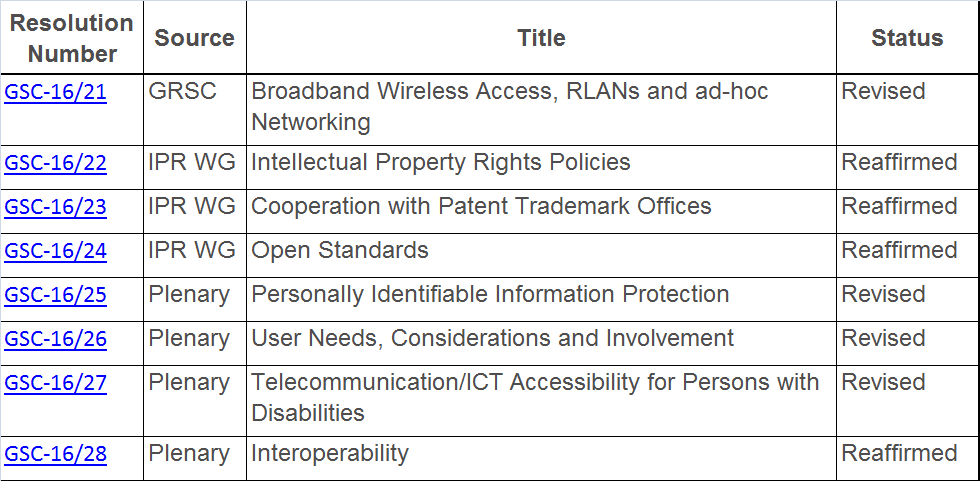 Resolution Number Source Title Status
GSC-16/21 GRSC Broadband Wireless Access, RLANs and ad-hoc Revised
Networking
GSC-16/22 IPR WG Intellectual Property Rights Policies Reaffirmed
GSC-16/23 IPR WG Cooperation with Patent Trademark Offices Reaffirmed
GSC-16/24 IPR WG Open Standards Reaffirmed
GSC-16/25 Plenary Personally Identifiable Information Protection Revised
GSC-16/26 Plenary User Needs, Considerations and Involvement Revised
GSC-16/27 Plenary Telecommunication/ICT Accessibility for Persons with Revised
Disabilities
GSC-16/28 Plenary Interoperability Reaffirmed